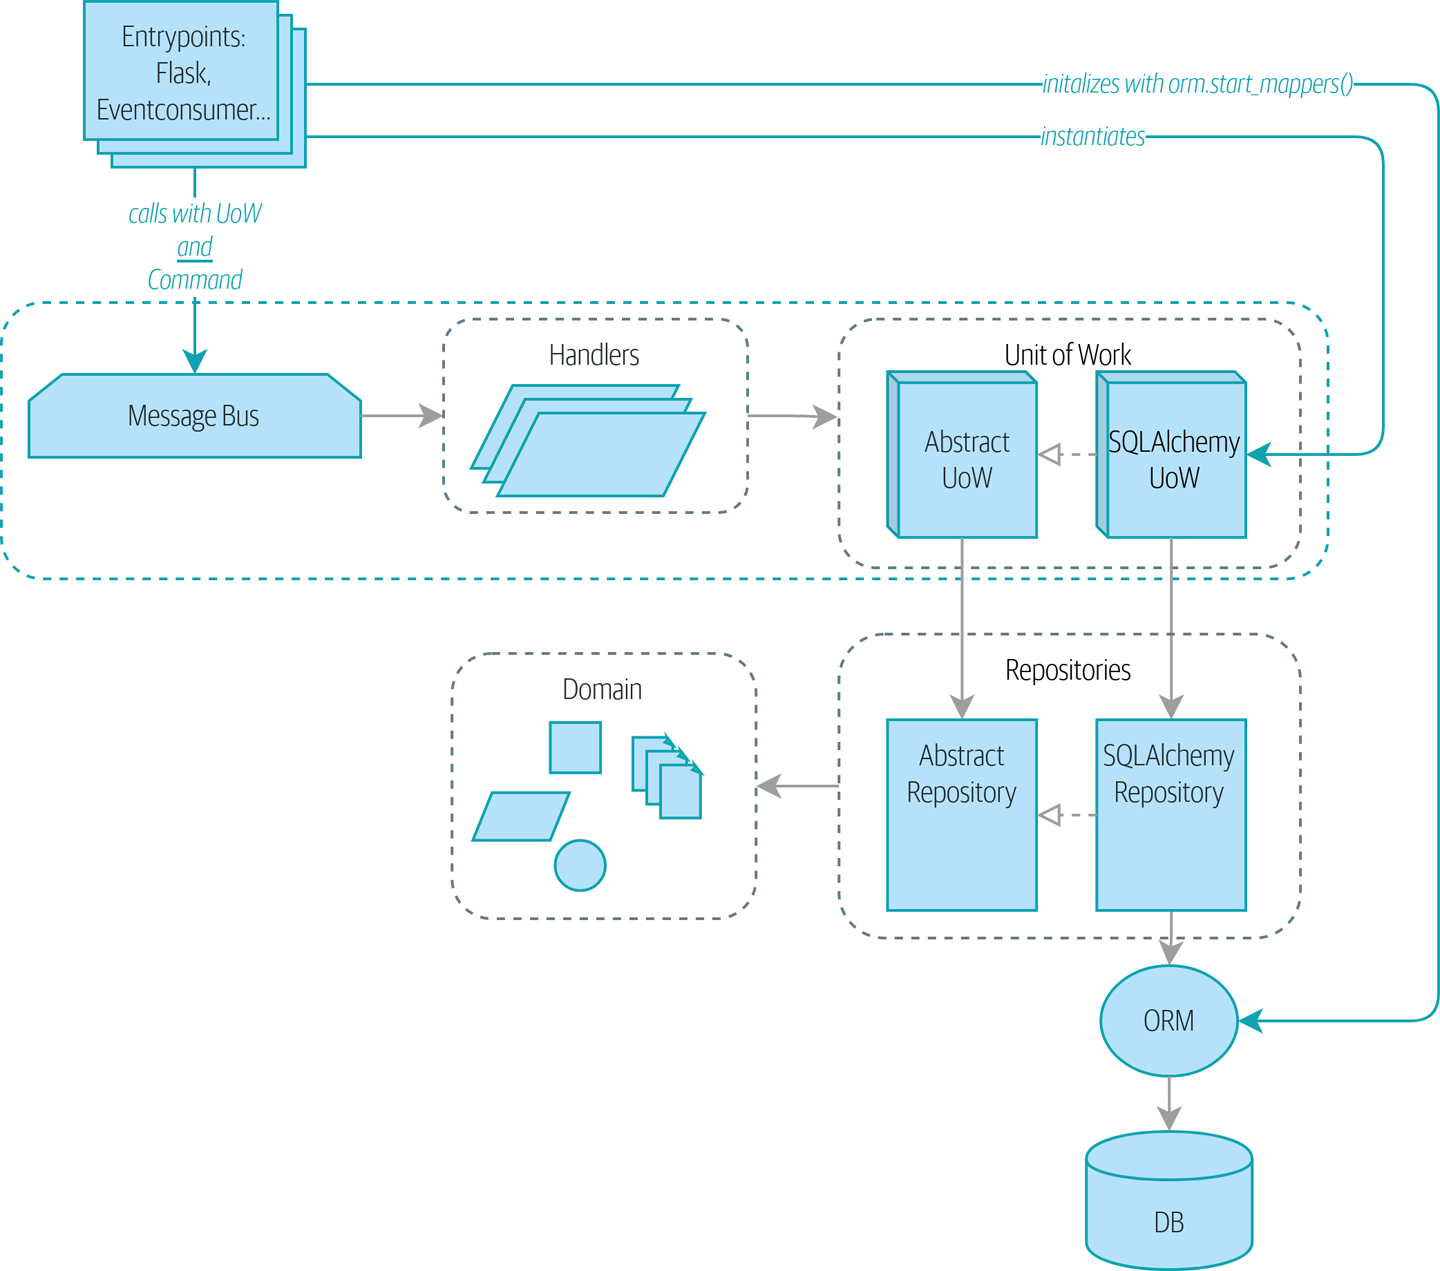 Entrypoints:
Flask,
Eventconsumer...
initalizes with orm.start_mappers()
instantiates
calls with UoW
and
Command
Message Bus
Handlers
Unit of Work
Abstract
UoW
SQLAlchemy
UoW
Domain
Repositories
Abstract
Repository
SQLAlchemy
Repository
ORM
DB